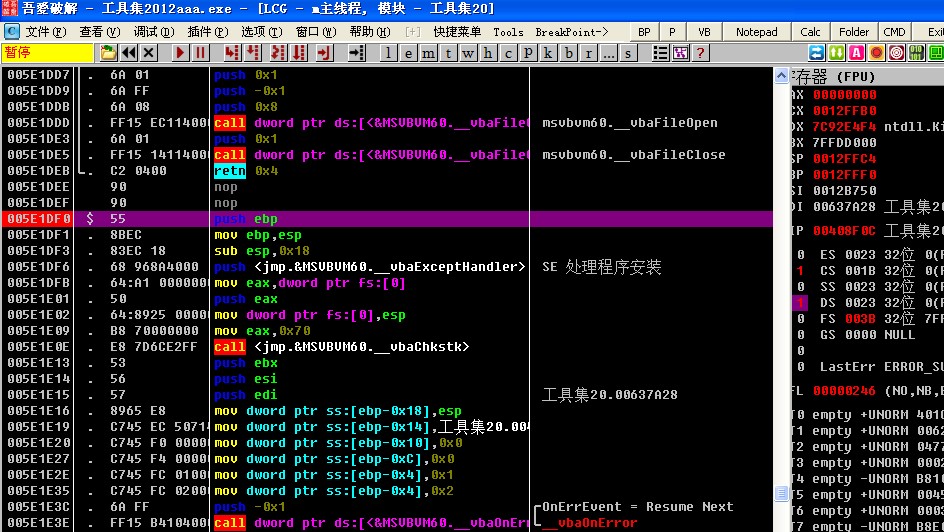 吾愛破解 - 工具集2012aaa.exe - [LCG - m主线程, 模块 - 工具集20]
文件(F) 查看(V) 调试(D) 插件(P) 选项(T) 窗口(W) 帮助(H) [+] 快捷菜单 Tools BreakPoint-> BP P VB Notepad Calc Folder CMD Exi
暂停 l e m t w h c p k b r ... s ?
005E1DD7 . 6A 01 push 0x1
005E1DD9 . 6A FF push -0x1
005E1DDB . 6A 08 push 0x8
005E1DDD . FF15 EC114000 call dword ptr ds:[<&MSVBVM60.__vbaFileO msvbvm60.__vbaFileOpen
005E1DE3 . 6A 01 push 0x1
005E1DE5 . FF15 14114000 call dword ptr ds:[<&MSVBVM60.__vbaFileC msvbvm60.__vbaFileClose
005E1DEB . C2 0400 retn 0x4
005E1DEE 90 nop
005E1DEF 90 nop
005E1DF0 $ 55 push ebp
005E1DF1 . 8BEC mov ebp,esp
005E1DF3 . 83EC 18 sub esp,0x18
005E1DF6 . 68 968A4000 push <jmp.&MSVBVM60.__vbaExceptHandler> SE 处理程序安装
005E1DFB . 64:A1 0000000 mov eax,dword ptr fs:[0]
005E1E01 . 50 push eax
005E1E02 . 64:8925 00000 mov dword ptr fs:[0],esp
005E1E09 . B8 70000000 mov eax,0x70
005E1E0E . E8 7D6CE2FF call <jmp.&MSVBVM60.__vbaChkstk>
005E1E13 . 53 push ebx
005E1E14 . 56 push esi
005E1E15 . 57 push edi 工具集20.00637A28
005E1E16 . 8965 E8 mov dword ptr ss:[ebp-0x18],esp
005E1E19 . C745 EC 50714 mov dword ptr ss:[ebp-0x14],工具集20.004
005E1E20 . C745 F0 00000 mov dword ptr ss:[ebp-0x10],0x0
005E1E27 . C745 F4 00000 mov dword ptr ss:[ebp-0xC],0x0
005E1E2E . C745 FC 01000 mov dword ptr ss:[ebp-0x4],0x1
005E1E35 . C745 FC 02000 mov dword ptr ss:[ebp-0x4],0x2
005E1E3C . 6A FF push -0x1 OnErrEvent = Resume Next
005E1E3E . FF15 B4104000 call dword ptr ds:[<&MSVBVM60.__vbaOnErr __vbaOnError
存器 (FPU)
AX 00000000
CX 0012FFB0
DX 7C92E4F4 ntdll.Ki
BX 7FFDD000
SP 0012FFC4
BP 0012FFF0
SI 0012B750
DI 00637A28 工具集
IP 00408F0C 工具集
0 ES 0023 32位 0(F
1 CS 001B 32位 0(F
0 SS 0023 32位 0(F
1 DS 0023 32位 0(F
0 FS 003B 32位 7FF
0 GS 0000 NULL
0
0 LastErr ERROR_SU
FL 00000246 (NO,NB,E
T0 empty +UNORM 4010
T1 empty +UNORM 0062
T2 empty +UNORM 0477
T3 empty +UNORM 0002
T4 empty -UNORM B810
T5 empty +UNORM 0045
T6 empty +UNORM 00
T7 empty -UNORM B8E